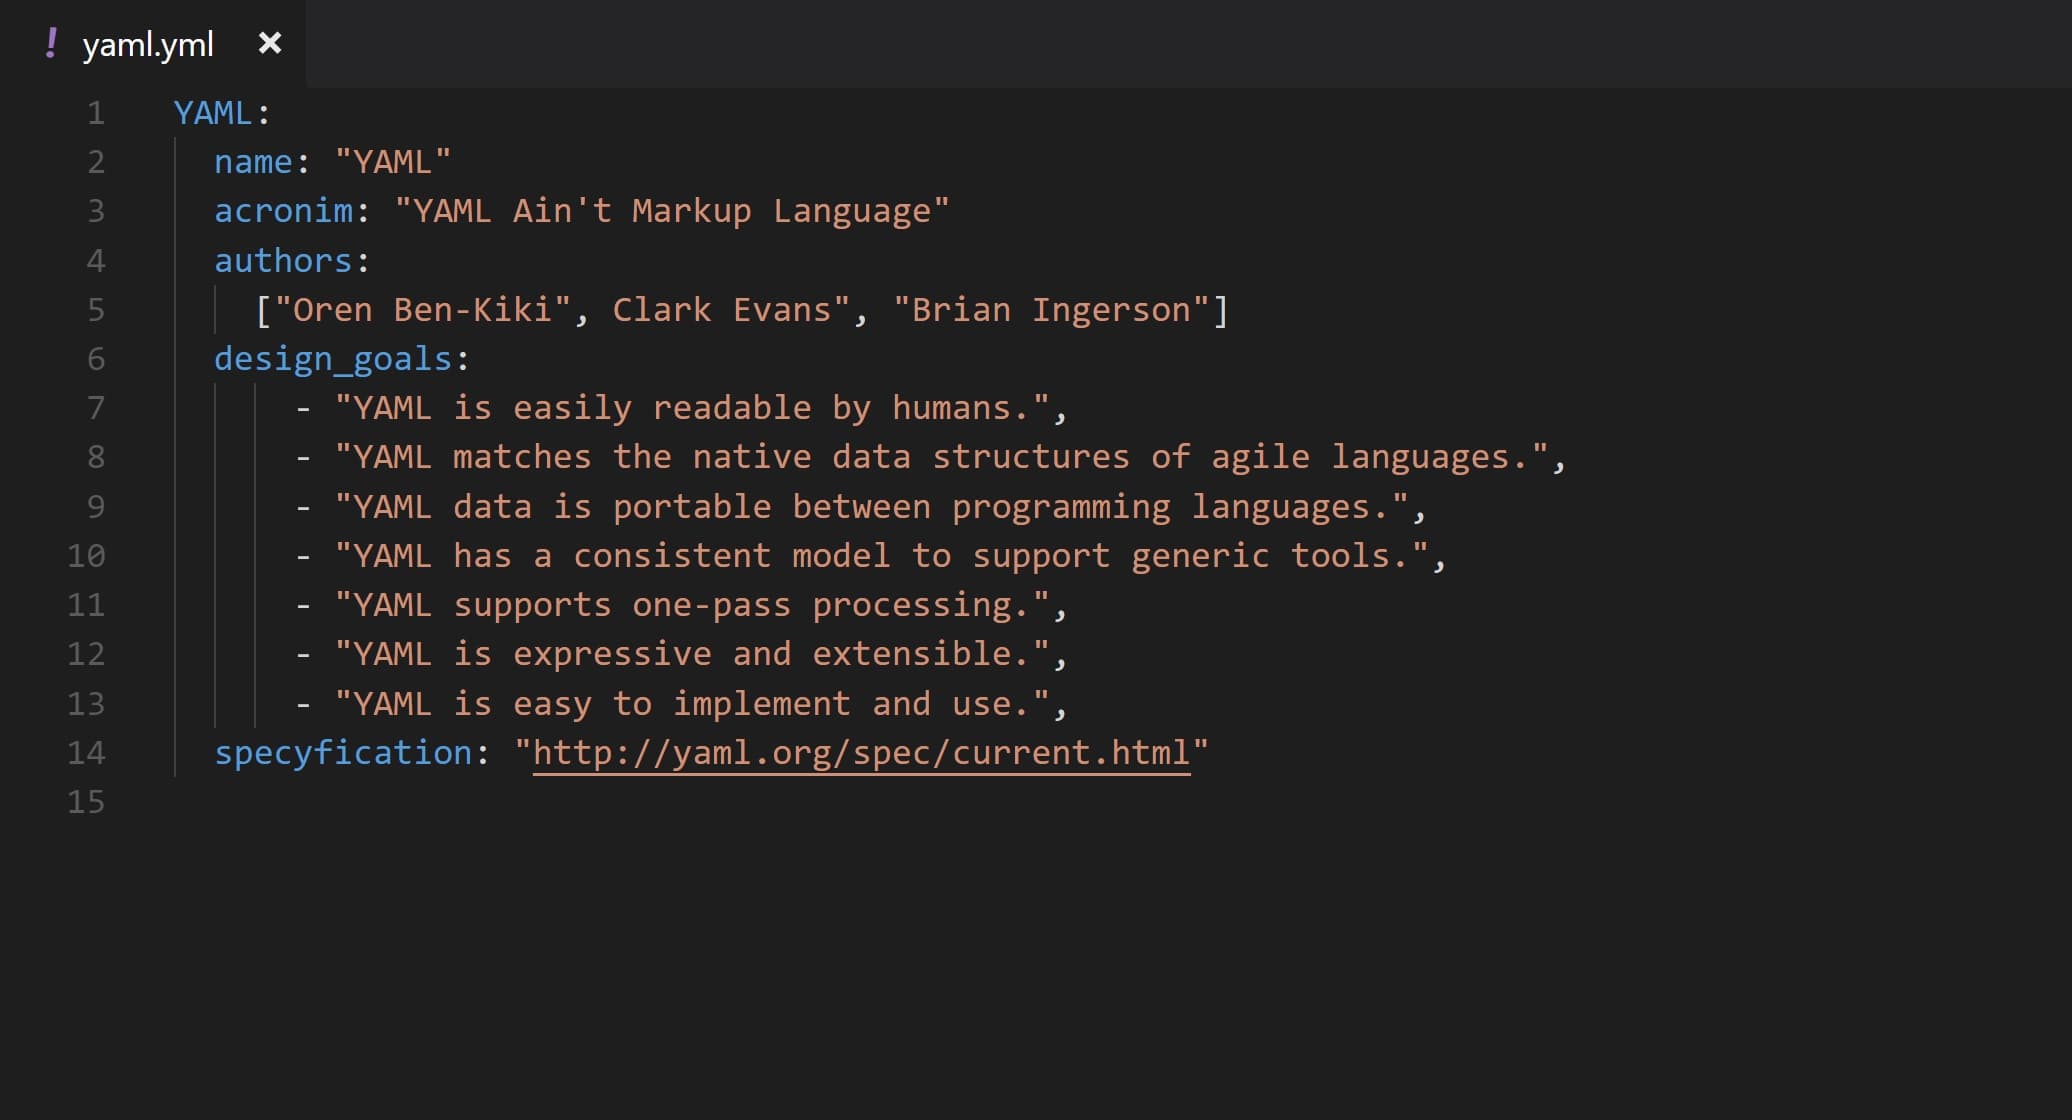 ! yaml.yml ×
1 YAML:
2 name: "YAML"
3 acronim: "YAML Ain't Markup Language"
4 authors:
5 ["Oren Ben-Kiki", Clark Evans", "Brian Ingerson"]
6 design_goals:
7 - "YAML is easily readable by humans.",
8 - "YAML matches the native data structures of agile languages.",
9 - "YAML data is portable between programming languages.",
10 - "YAML has a consistent model to support generic tools.",
11 - "YAML supports one-pass processing.",
12 - "YAML is expressive and extensible.",
13 - "YAML is easy to implement and use.",
14 specyfication: "http://yaml.org/spec/current.html"
15